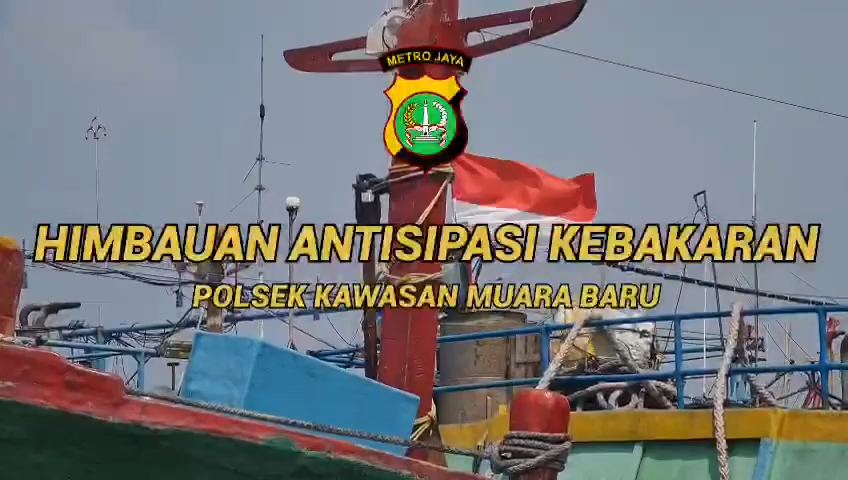 METRO JAYA
HIMBAUAN ANTISIPASI KEBAKARAN
POLSEK KAWASAN MUARA BARU